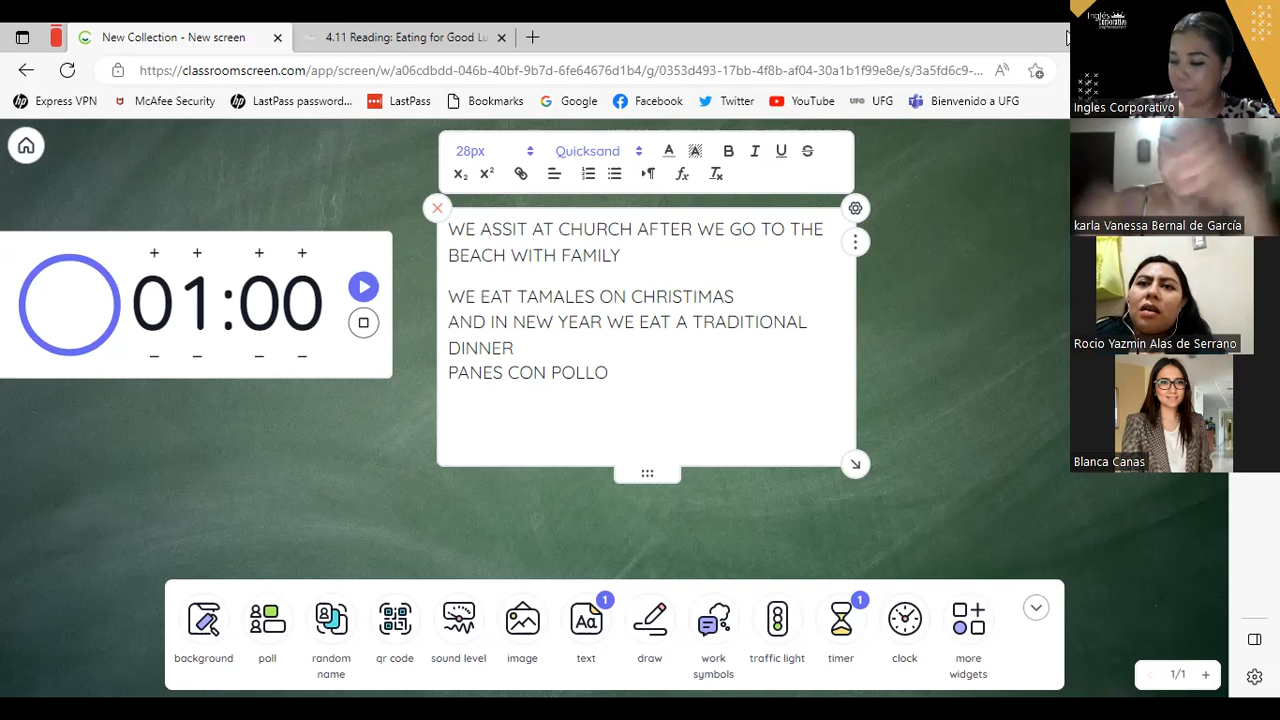 New Collection - New screen
4.11 Reading: Eating for Good Lu
https://classroomscreen.com/app/screen/w/a06cdbdd-046b-40bf-9b7d-6fe64676d1b4/g/0353d493-17bb-4f8b-af04-30a1b1f99e8e/s/3a5fd6c9-...
Express VPN
McAfee Security
LastPass password...
LastPass
Bookmarks
Google
Facebook
Twitter
YouTube
UFG
Bienvenido a UFG
28px
Quicksand
WE ASSIT AT CHURCH AFTER WE GO TO THE
BEACH WITH FAMILY
WE EAT TAMALES ON CHRISTIMAS
AND IN NEW YEAR WE EAT A TRADITIONAL
DINNER
PANES CON POLLO
01:00
background
poll
random
name
qr code
sound level
image
1
text
draw
work
symbols
traffic light
1
timer
clock
more
widgets
1/1
Inglés
Corporativo
Ingles Corporativo
karla Vanessa Bernal de García
Rocio Yazmin Alas de Serrano
Blanca Canas